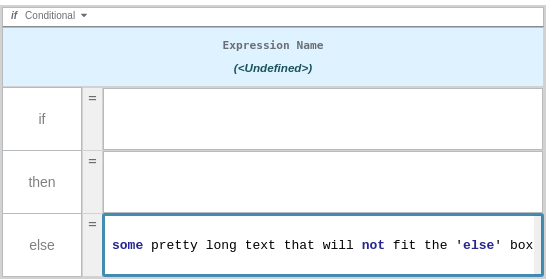 if Conditional
Expression Name
(<Undefined>)
if =
then =
else = some pretty long text that will not fit the 'else' box